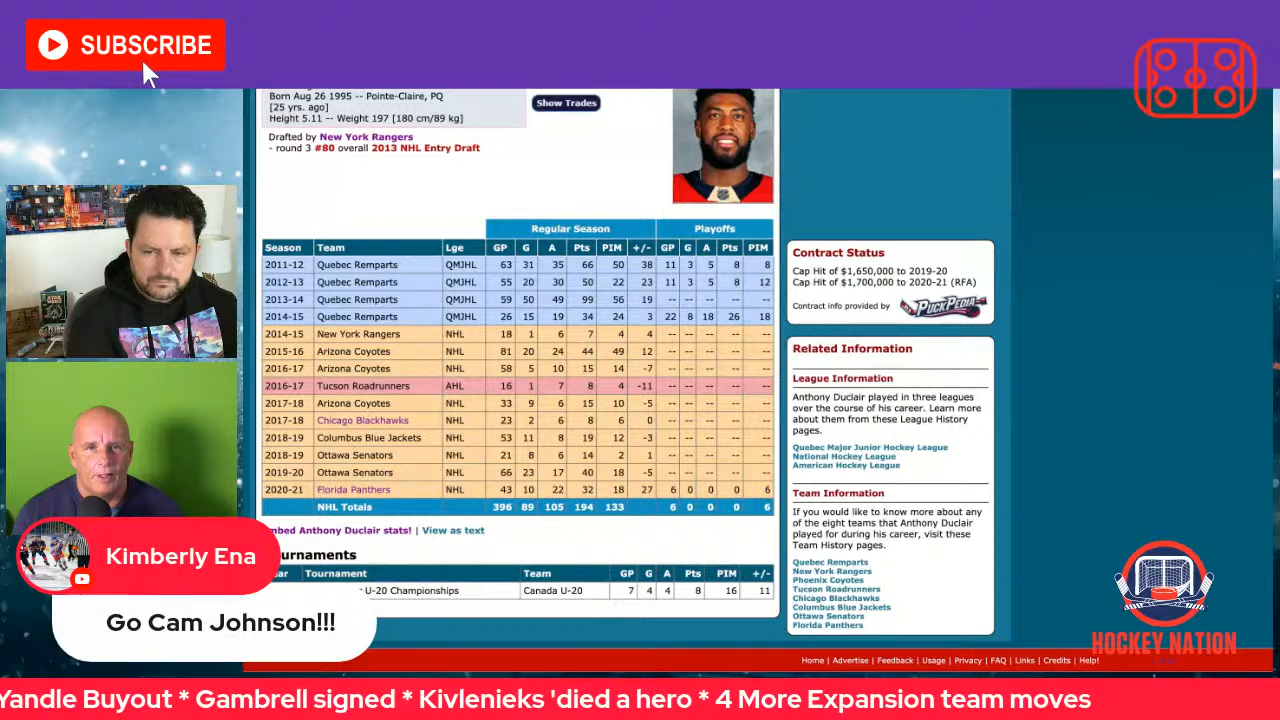 SUBSCRIBE
Born Aug 26 1995 -- Pointe-Claire, PQ
[25 yrs. ago]
Height 5.11 -- Weight 197 [180 cm/89 kg]
Show Trades
Drafted by New York Rangers
- round 3 #80 overall 2013 NHL Entry Draft
Regular Season Playoffs
Season Team Lge GP G A Pts PIM +/- GP G A Pts PIM
2011-12 Quebec Remparts QMJHL 63 31 35 66 50 38 11 3 5 8 8
2012-13 Quebec Remparts QMJHL 55 20 30 50 22 23 11 3 5 8 12
2013-14 Quebec Remparts QMJHL 59 50 49 99 56 19 -- -- -- -- --
2014-15 Quebec Remparts QMJHL 26 15 19 34 24 3 22 8 18 26 18
2014-15 New York Rangers NHL 18 1 6 7 4 4 -- -- -- -- --
2015-16 Arizona Coyotes NHL 81 20 24 44 49 12 -- -- -- -- --
2016-17 Arizona Coyotes NHL 58 5 10 15 14 -7 -- -- -- -- --
2016-17 Tucson Roadrunners AHL 16 1 7 8 4 -11 -- -- -- -- --
2017-18 Arizona Coyotes NHL 33 9 6 15 10 -5 -- -- -- -- --
2017-18 Chicago Blackhawks NHL 23 2 6 8 6 0 -- -- -- -- --
2018-19 Columbus Blue Jackets NHL 53 11 8 19 12 -3 -- -- -- -- --
2018-19 Ottawa Senators NHL 21 8 6 14 2 1 -- -- -- -- --
2019-20 Ottawa Senators NHL 66 23 17 40 18 -5 -- -- -- -- --
2020-21 Florida Panthers NHL 43 10 22 32 18 27 6 0 0 0 6
NHL Totals 396 89 105 194 133 6 0 0 0 6
mbed Anthony Duclair stats! | View as text
urnaments
ar Tournament Team GP G A Pts PIM +/-
U-20 Championships Canada U-20 7 4 4 8 16 11
Contract Status
Cap Hit of $1,650,000 to 2019-20
Cap Hit of $1,700,000 to 2020-21 (RFA)
Contract info provided by PUCKPEDIA
Related Information
League Information
Anthony Duclair played in three leagues
over the course of his career. Learn more
about them from these League History
pages.
Quebec Major Junior Hockey League
National Hockey League
American Hockey League
Team Information
If you would like to know more about any
of the eight teams that Anthony Duclair
played for during his career, visit these
Team History pages.
Quebec Remparts
New York Rangers
Phoenix Coyotes
Tucson Roadrunners
Chicago Blackhawks
Columbus Blue Jackets
Ottawa Senators
Florida Panthers
Home | Advertise | Feedback | Usage | Privacy | FAQ | Links | Credits | Help!
Kimberly Ena
Go Cam Johnson!!!
HOCKEY NATION
Yandle Buyout * Gambrell signed * Kivlenieks 'died a hero * 4 More Expansion team moves